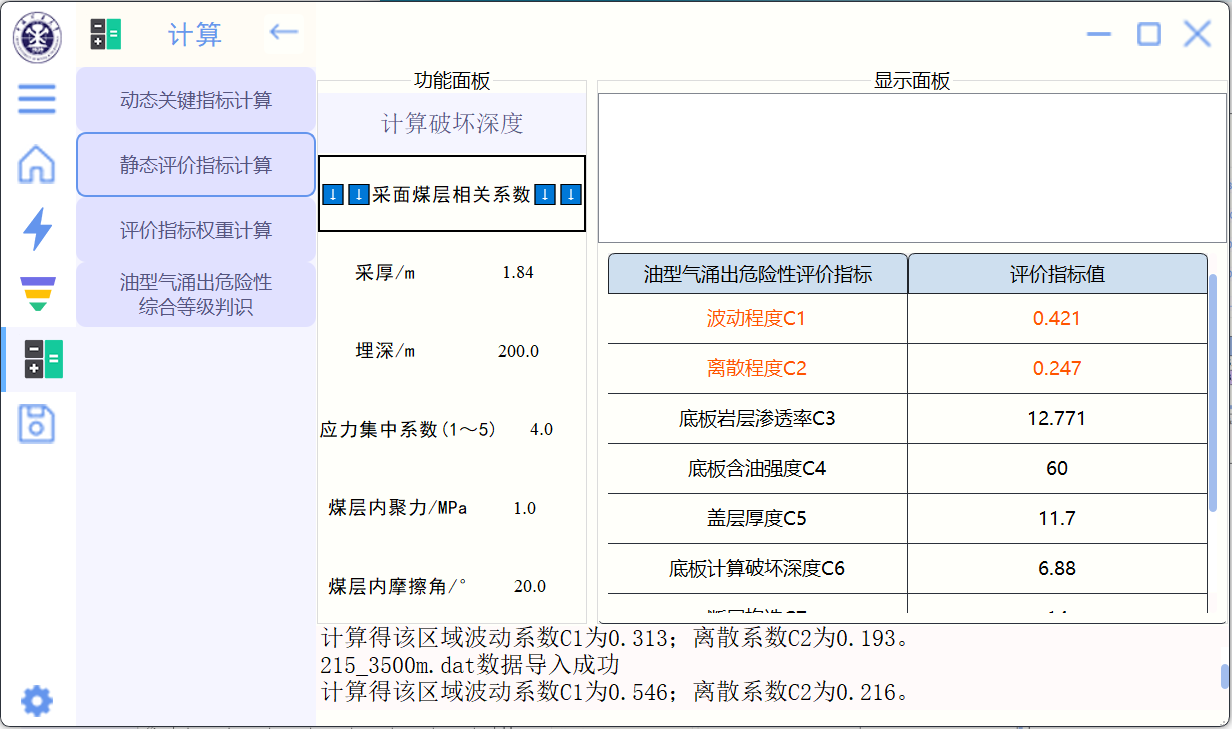 计算
动态关键指标计算
静态评价指标计算
评价指标权重计算
油型气涌出危险性
综合等级判识
功能面板
计算破坏深度
↓↓采面煤层相关系数↓↓
采厚/m 1.84
埋深/m 200.0
应力集中系数(1～5) 4.0
煤层内聚力/MPa 1.0
煤层内摩擦角/° 20.0
显示面板
油型气涌出危险性评价指标 评价指标值
波动程度C1 0.421
离散程度C2 0.247
底板岩层渗透率C3 12.771
底板含油强度C4 60
盖层厚度C5 11.7
底板计算破坏深度C6 6.88
计算得该区域波动系数C1为0.313；离散系数C2为0.193。
215_3500m.dat数据导入成功
计算得该区域波动系数C1为0.546；离散系数C2为0.216。